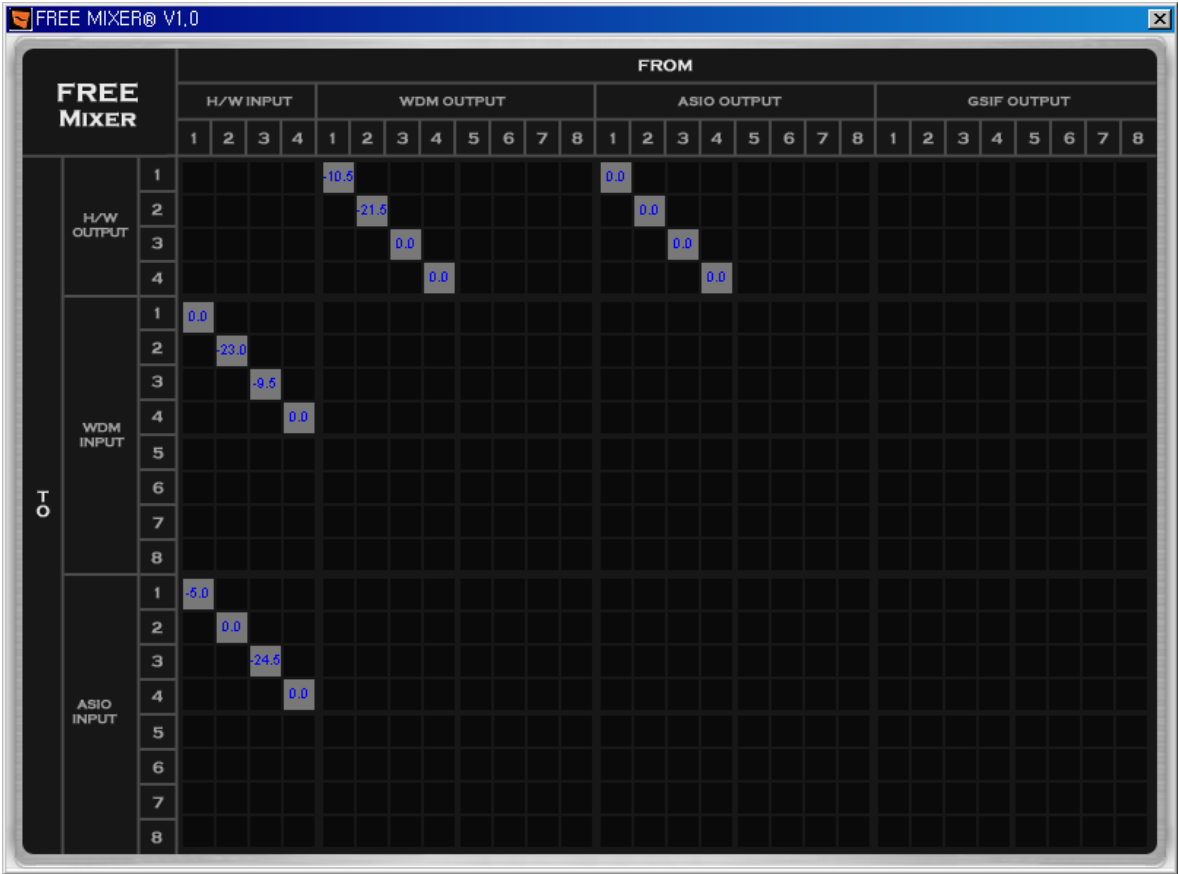 FREE MIXER® V1,0
FREE
MIXER
FROM
H/W INPUT WDM OUTPUT ASIO OUTPUT GSIF OUTPUT
1 2 3 4 1 2 3 4 5 6 7 8 1 2 3 4 5 6 7 8 1 2 3 4 5 6 7 8
TO
H/W
OUTPUT
1 -10.5 0.0
2 -21.5 0.0
3 0.0 0.0
4 0.0 0.0
WDM
INPUT
1 0.0
2 -23.0
3 -9.5
4 0.0
5
6
7
8
ASIO
INPUT
1 -5.0
2 0.0
3 -24.5
4 0.0
5
6
7
8